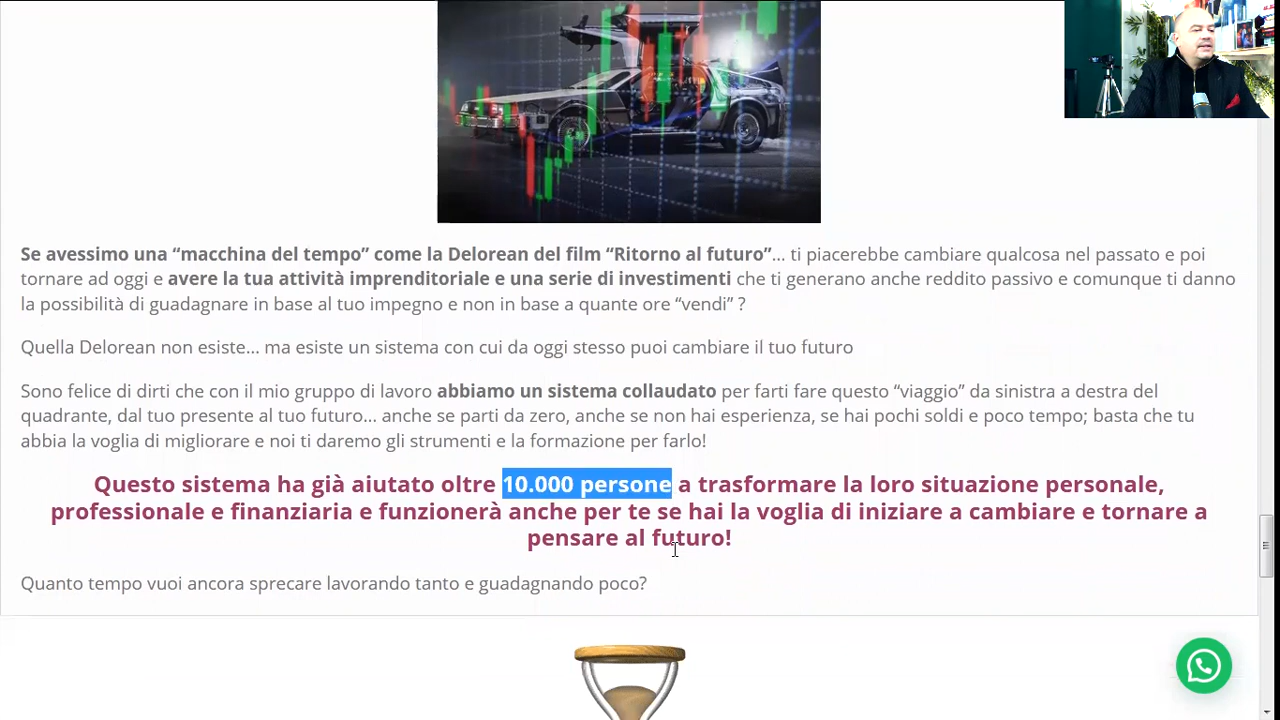 Se avessimo una “macchina del tempo” come la Delorean del film “Ritorno al futuro”... ti piacerebbe cambiare qualcosa nel passato e poi
tornare ad oggi e avere la tua attività imprenditoriale e una serie di investimenti che ti generano anche reddito passivo e comunque ti danno
la possibilità di guadagnare in base al tuo impegno e non in base a quante ore “vendi” ?
Quella Delorean non esiste... ma esiste un sistema con cui da oggi stesso puoi cambiare il tuo futuro
Sono felice di dirti che con il mio gruppo di lavoro abbiamo un sistema collaudato per farti fare questo “viaggio” da sinistra a destra del
quadrante, dal tuo presente al tuo futuro... anche se parti da zero, anche se non hai esperienza, se hai pochi soldi e poco tempo; basta che tu
abbia la voglia di migliorare e noi ti daremo gli strumenti e la formazione per farlo!
Questo sistema ha già aiutato oltre 10.000 persone a trasformare la loro situazione personale,
professionale e finanziaria e funzionerà anche per te se hai la voglia di iniziare a cambiare e tornare a
pensare al futuro!
Quanto tempo vuoi ancora sprecare lavorando tanto e guadagnando poco?